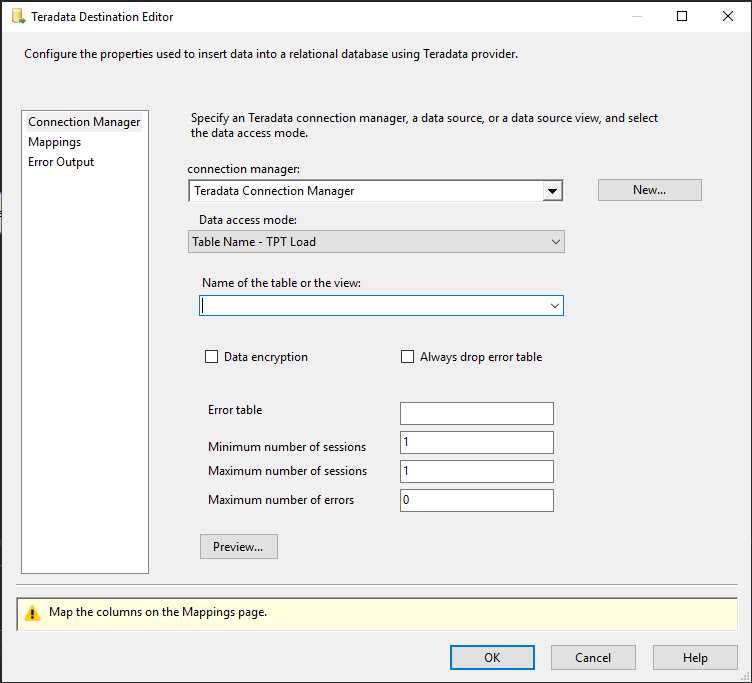 Teradata Destination Editor
Configure the properties used to insert data into a relational database using Teradata provider.
Connection Manager
Mappings
Error Output
Specify an Teradata connection manager, a data source, or a data source view, and select
the data access mode.
connection manager:
Teradata Connection Manager
New...
Data access mode:
Table Name - TPT Load
Name of the table or the view:
Data encryption
Always drop error table
Error table
Minimum number of sessions
1
Maximum number of sessions
1
Maximum number of errors
0
Preview...
Map the columns on the Mappings page.
OK
Cancel
Help